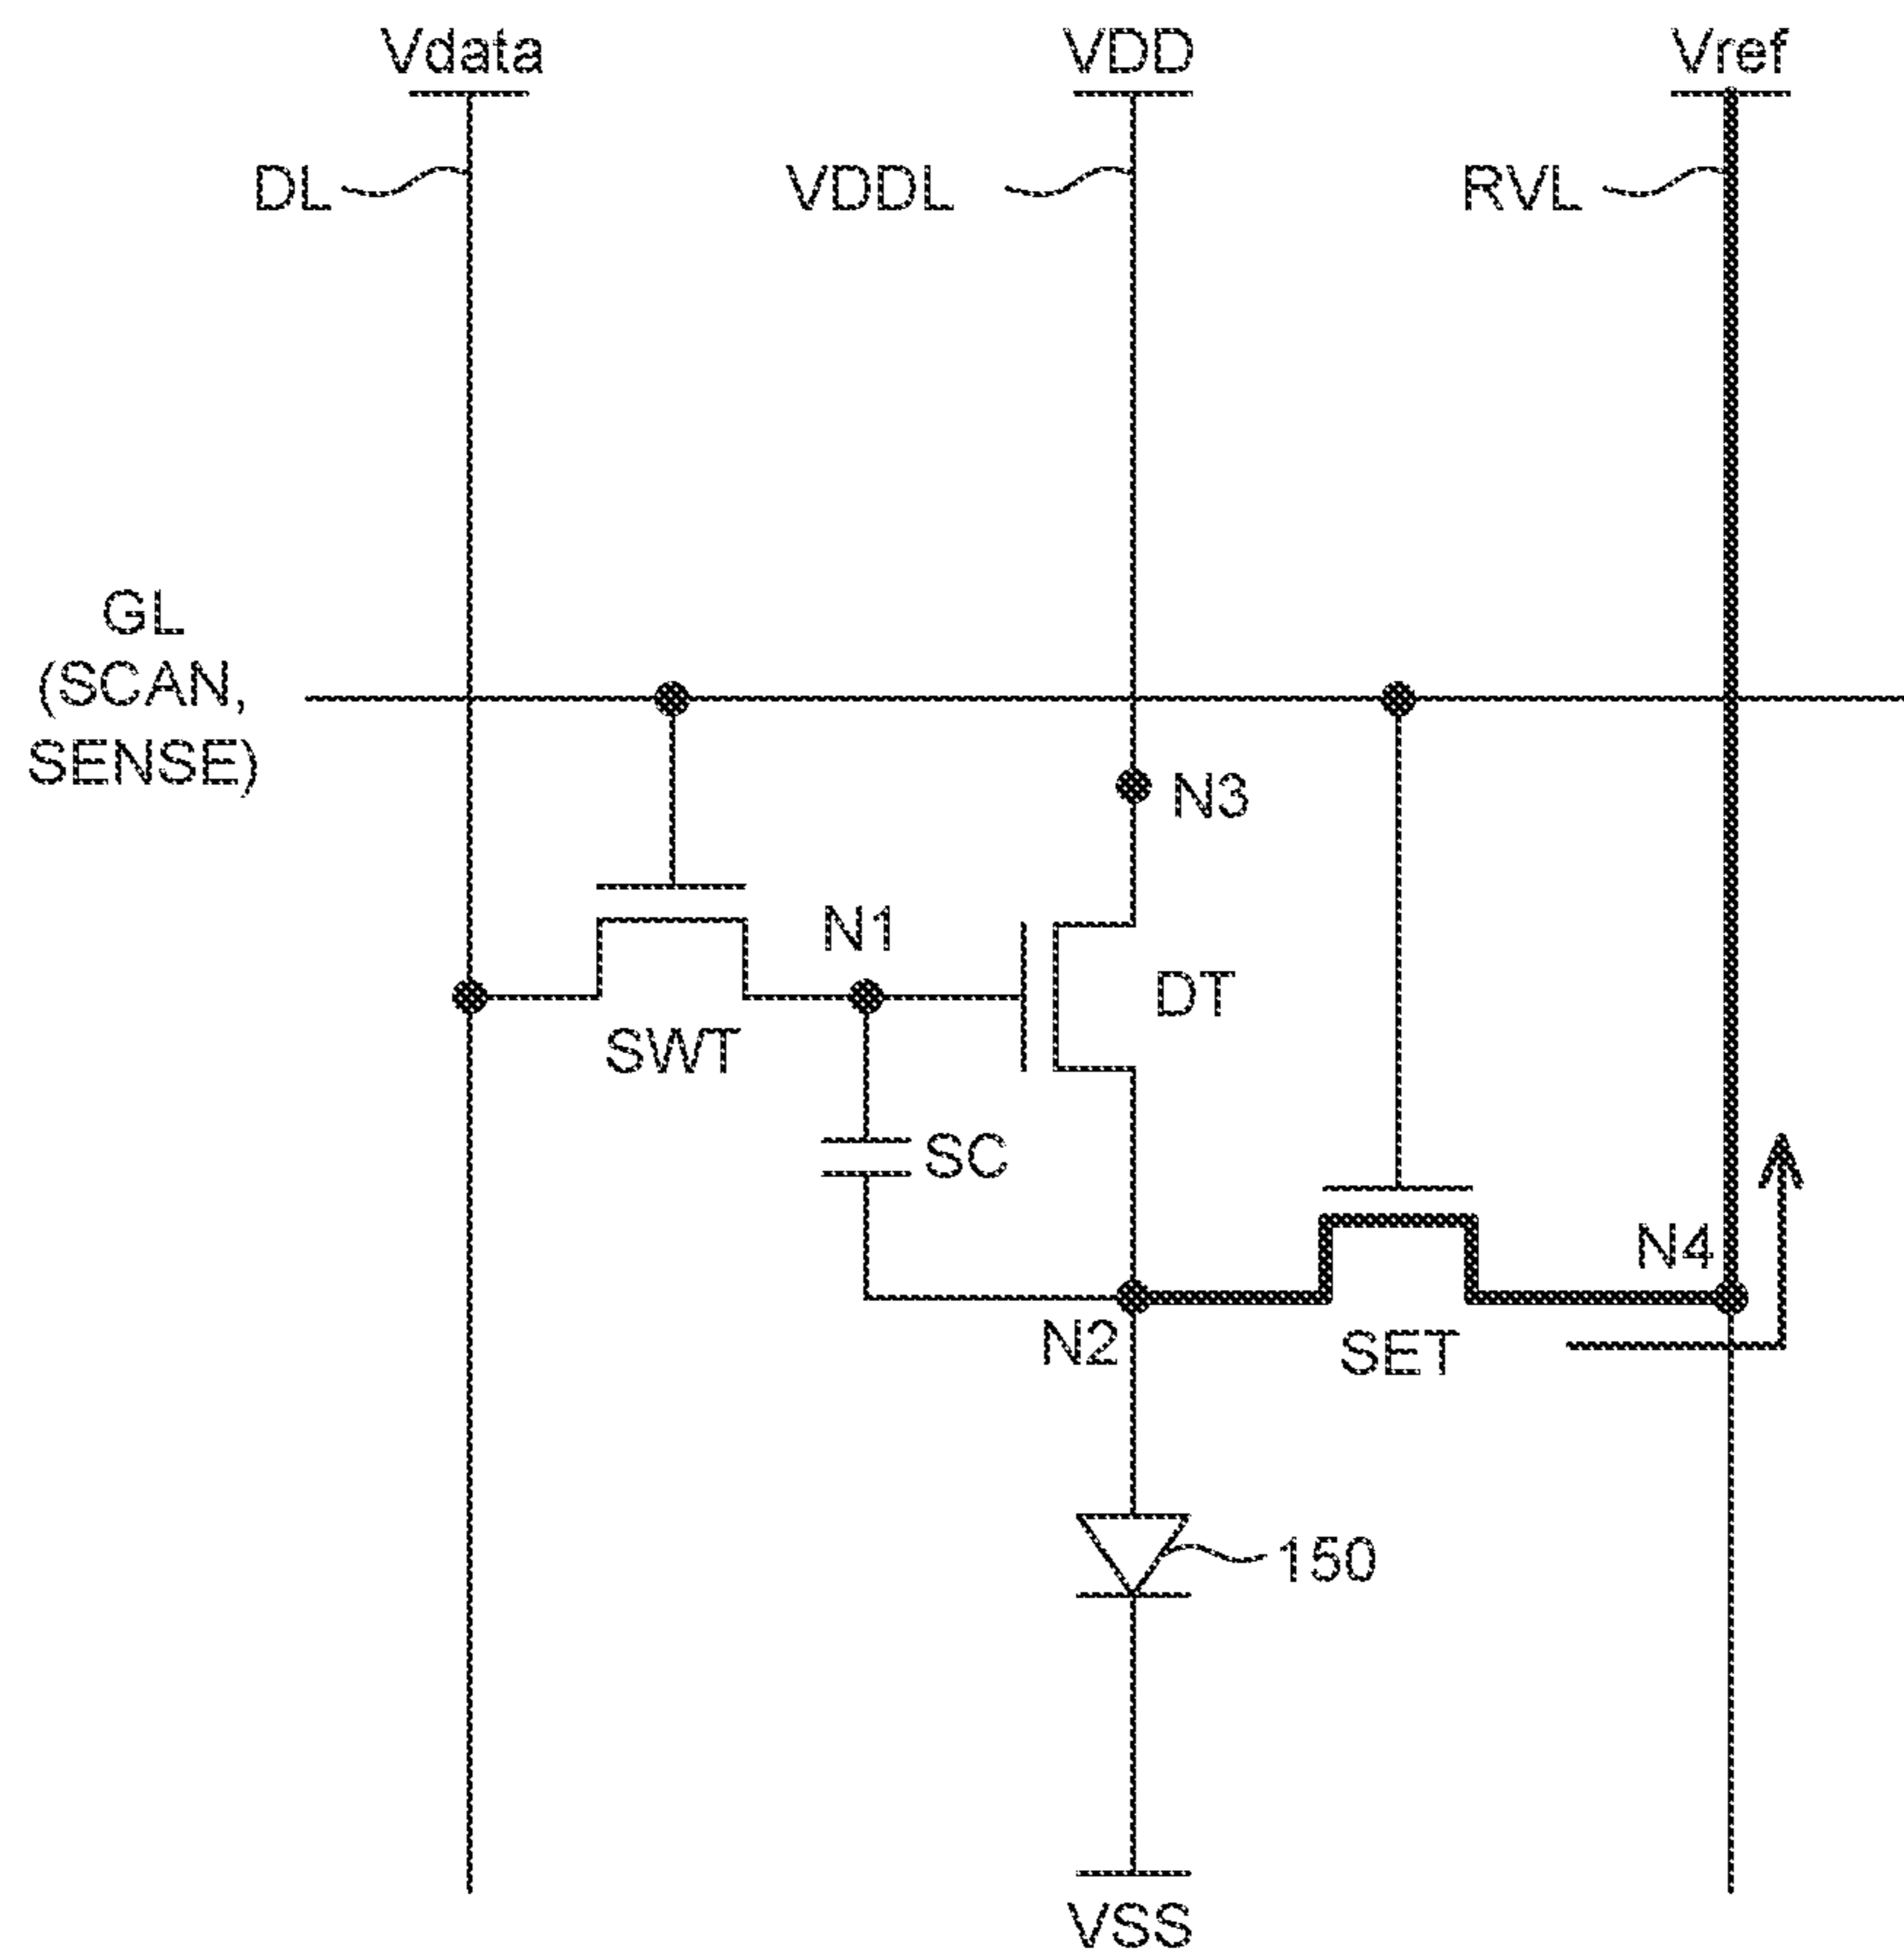 Vdata
VDD
Vref
DL
VDDL
RVL
GL
(SCAN,
SENSE)
N3
N1
DT
SWT
SC
N4
N2
SET
150
VSS